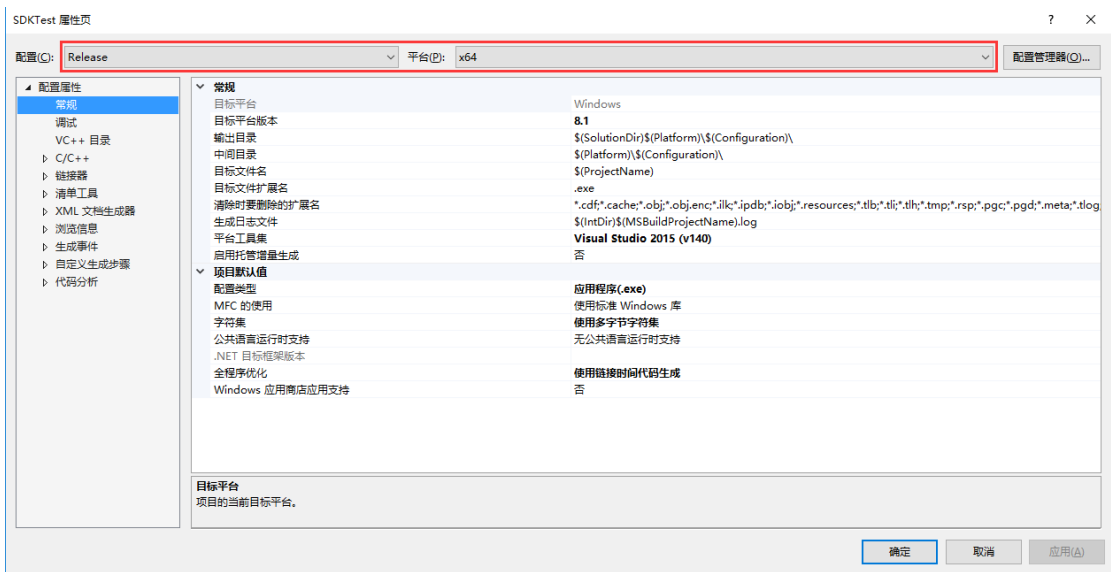 SDKTest 属性页
? ×
配置(C): Release 平台(P): x64 配置管理器(O)...
配置属性
常规
调试
VC++ 目录
C/C++
链接器
清单工具
XML 文档生成器
浏览信息
生成事件
自定义生成步骤
代码分析
常规
目标平台 Windows
目标平台版本 8.1
输出目录 $(SolutionDir)$(Platform)\$(Configuration)\
中间目录 $(Platform)\$(Configuration)\
目标文件名 $(ProjectName)
目标文件扩展名 .exe
清除时要删除的扩展名 *.cdf;*.cache;*.obj;*.obj.enc;*.ilk;*.ipdb;*.iobj;*.resources;*.tlb;*.tli;*.tlh;*.tmp;*.rsp;*.pgc;*.pgd;*.meta;*.tlog;
生成日志文件 $(IntDir)$(MSBuildProjectName).log
平台工具集 Visual Studio 2015 (v140)
启用托管增量生成 否
项目默认值
配置类型 应用程序(.exe)
MFC 的使用 使用标准 Windows 库
字符集 使用多字节字符集
公共语言运行时支持 无公共语言运行时支持
.NET 目标框架版本
全程序优化 使用链接时间代码生成
Windows 应用商店应用支持 否
目标平台
项目的当前目标平台。
确定 取消 应用(A)